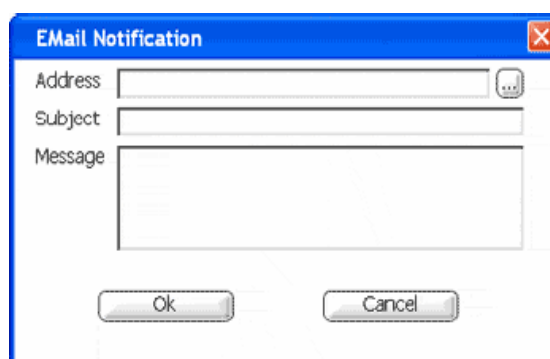 EMail Notification
Address ...
Subject
Message
Ok Cancel